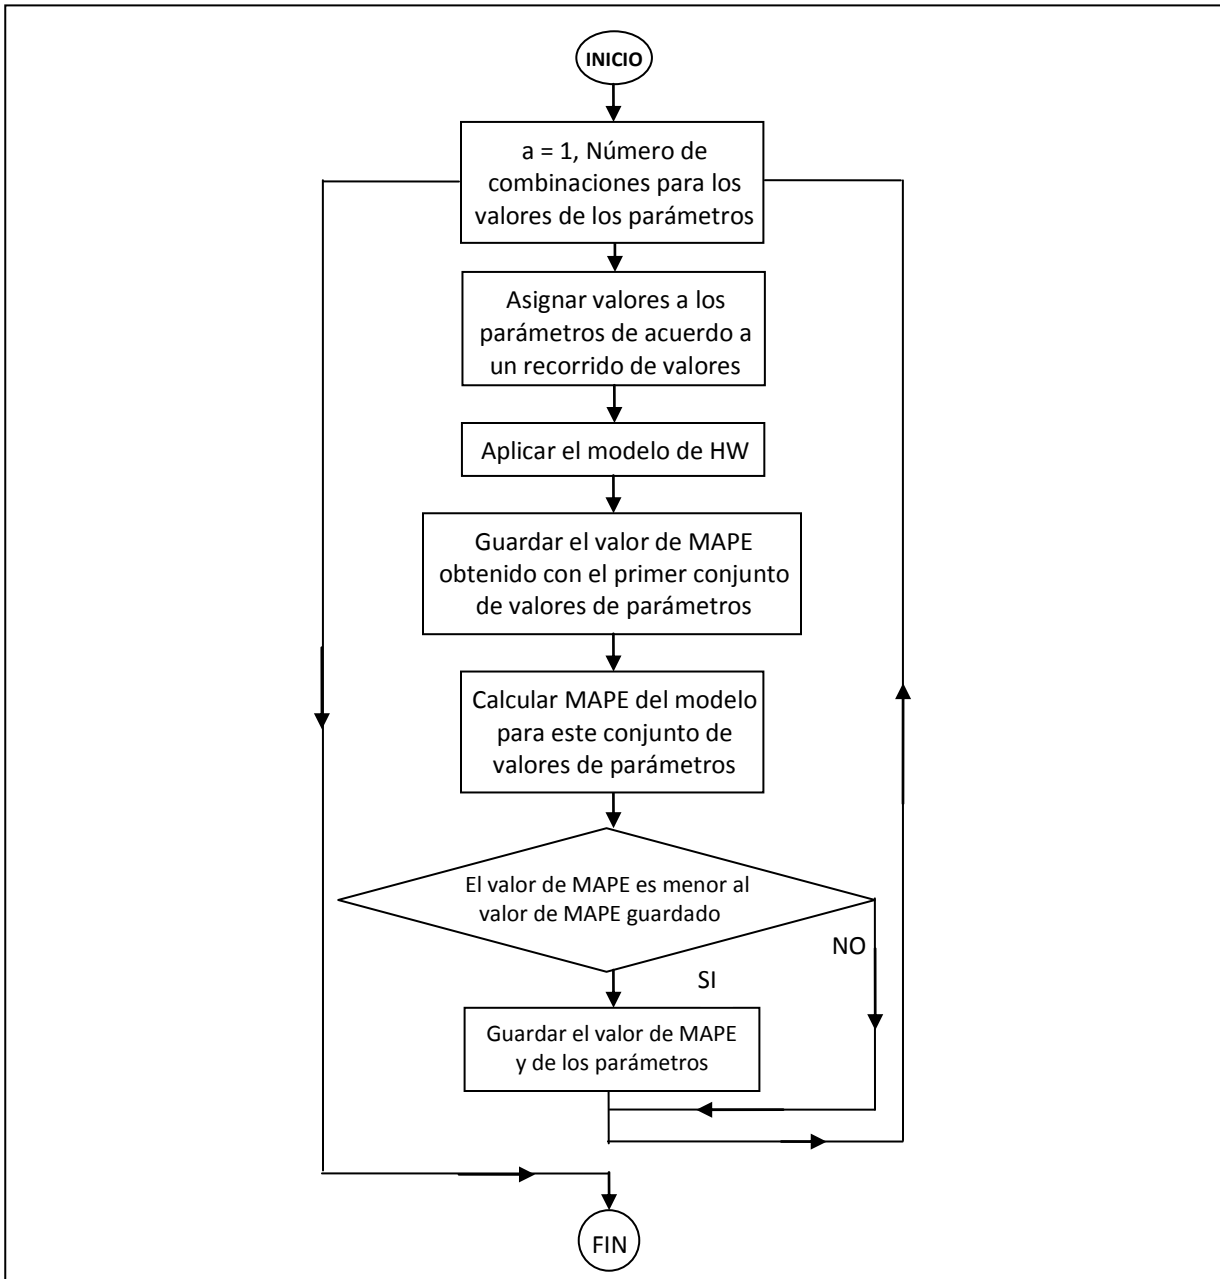 INICIO
a = 1, Número de
combinaciones para los
valores de los parámetros
Asignar valores a los
parámetros de acuerdo a
un recorrido de valores
Aplicar el modelo de HW
Guardar el valor de MAPE
obtenido con el primer conjunto
de valores de parámetros
Calcular MAPE del modelo
para este conjunto de
valores de parámetros
El valor de MAPE es menor al
valor de MAPE guardado
NO
SI
Guardar el valor de MAPE
y de los parámetros
FIN